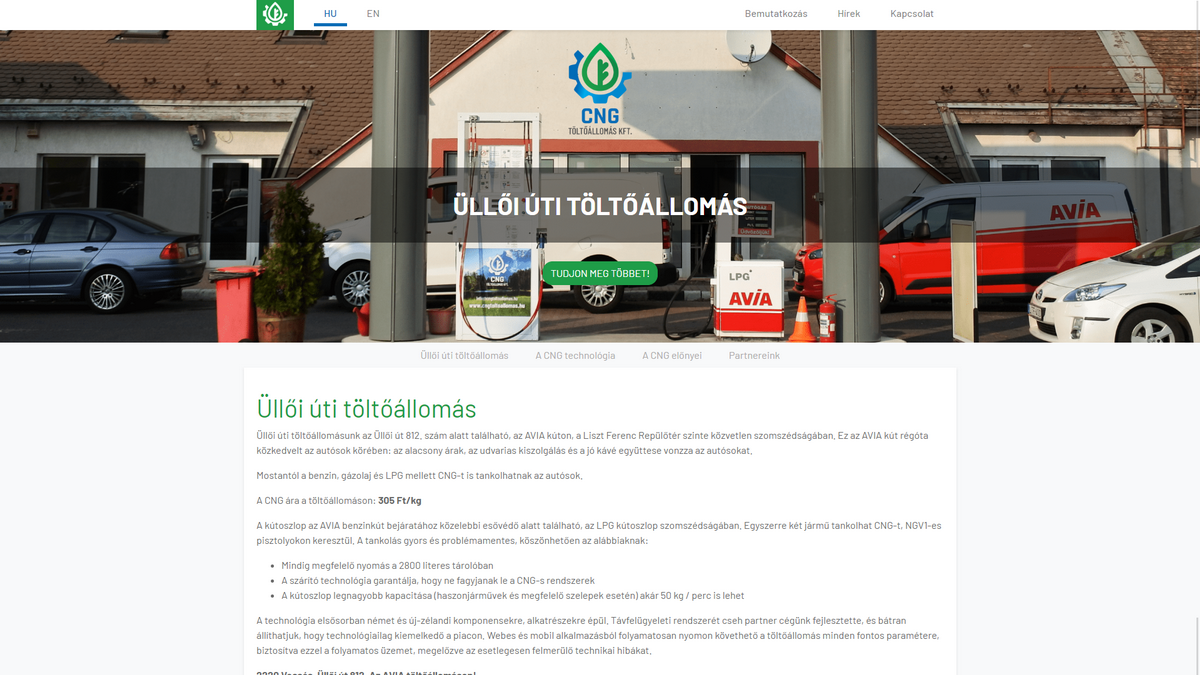 HU
EN
Bemutatkozás
Hírek
Kapcsolat
CNG
TÖLTŐÁLLOMÁS KFT.
ÜLLŐI ÚTI TÖLTŐÁLLOMÁS
AVIA
TUDJON MEG TÖBBET!
CNG
www.cngtoltoallomas.hu
LPG
AVIA
Üllői úti töltőállomás
A CNG technológia
A CNG előnyei
Partnereink
Üllői úti töltőállomás
Üllői úti töltőállomásunk az Üllői út 812. szám alatt található, az AVIA kúton, a Liszt Ferenc Repülőtér szinte közvetlen szomszédságában. Ez az AVIA kút régóta
közkedvelt az autósok körében: az alacsony árak, az udvarias kiszolgálás és a jó kávé együttese vonzza az autósokat.
Mostantól a benzin, gázolaj és LPG mellett CNG-t is tankolhatnak az autósok.
A CNG ára a töltőállomáson: 305 Ft/kg
A kútoszlop az AVIA benzinkút bejáratához közelebbi esővédő alatt található, az LPG kútoszlop szomszédságában. Egyszerre két jármű tankolhat CNG-t, NGV1-es
pisztolyokon keresztül. A tankolás gyors és problémamentes, köszönhetően az alábbiaknak:
Mindig megfelelő nyomás a 2800 literes tárolóban
A szárító technológia garantálja, hogy ne fagyjanak le a CNG-s rendszerek
A kútoszlop legnagyobb kapacitása (haszonjárművek és megfelelő szelepek esetén) akár 50 kg / perc is lehet
A technológia elsősorban német és új-zélandi komponensekre, alkatrészekre épül. Távfelügyeleti rendszerét cseh partner cégünk fejlesztette, és bátran
állíthatjuk, hogy technológiailag kiemelkedő a piacon. Webes és mobil alkalmazásból folyamatosan nyomon követhető a töltőállomás minden fontos paramétere,
biztosítva ezzel a folyamatos üzemet, megelőzve az esetlegesen felmerülő technikai hibákat.